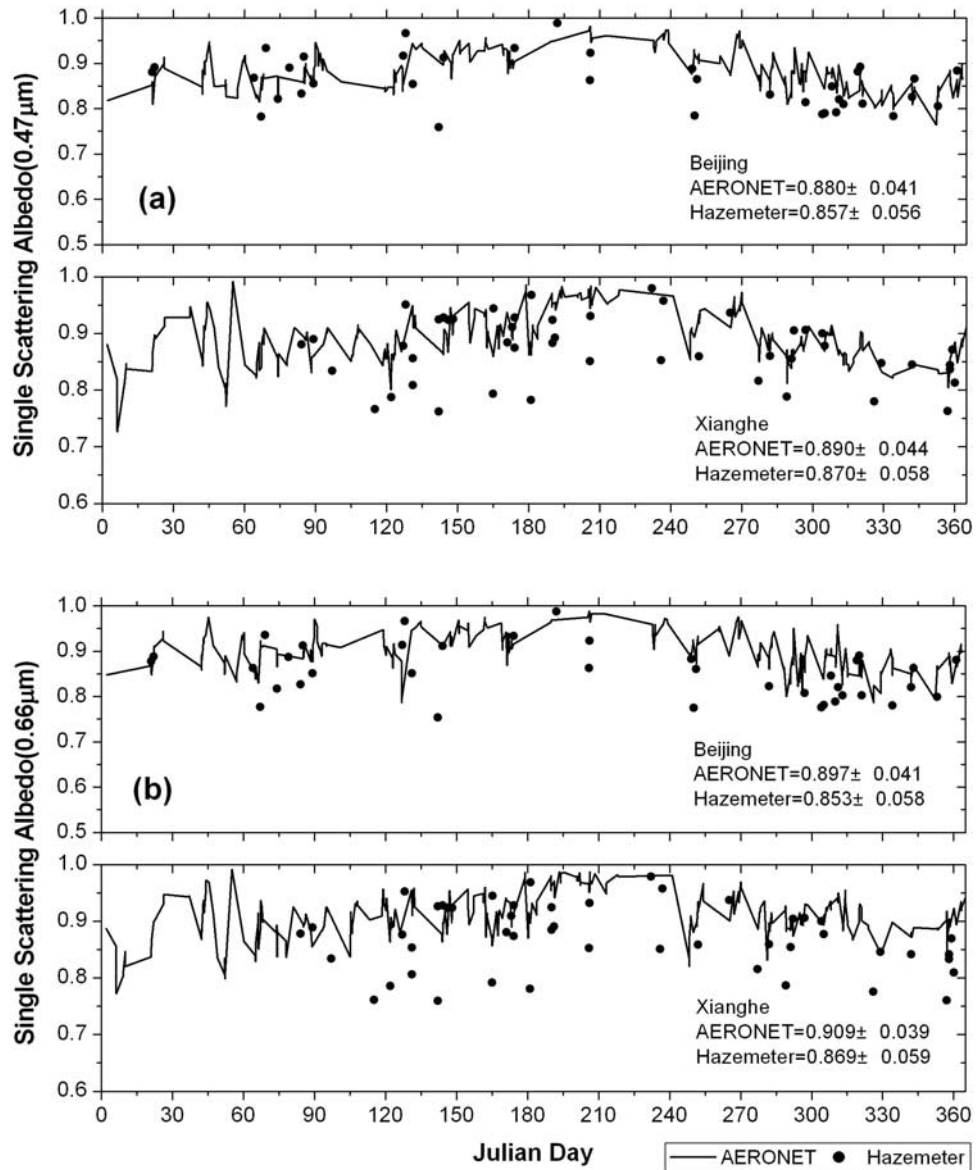 Single Scattering Albedo(0.47μm)
1.0
0.9
0.8
0.7
0.6
0.5
(a)
Beijing
AERONET=0.880± 0.041
Hazemeter=0.857± 0.056
1.0
0.9
0.8
0.7
0.6
Xianghe
AERONET=0.890± 0.044
Hazemeter=0.870± 0.058
0 30 60 90 120 150 180 210 240 270 300 330 360
Single Scattering Albedo(0.66μm)
1.0
0.9
0.8
0.7
0.6
0.5
(b)
Beijing
AERONET=0.897± 0.041
Hazemeter=0.853± 0.058
1.0
0.9
0.8
0.7
0.6
Xianghe
AERONET=0.909± 0.039
Hazemeter=0.869± 0.059
0 30 60 90 120 150 180 210 240 270 300 330 360
Julian Day
AERONET Hazemeter